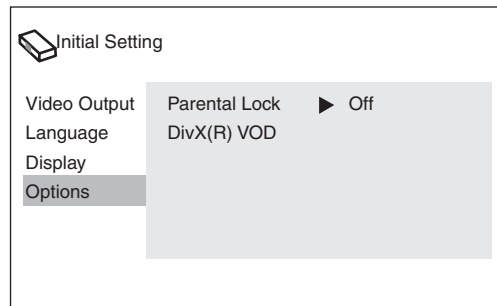 Initial Setting
Video Output Parental Lock ▶ Off
Language DivX(R) VOD
Display
Options